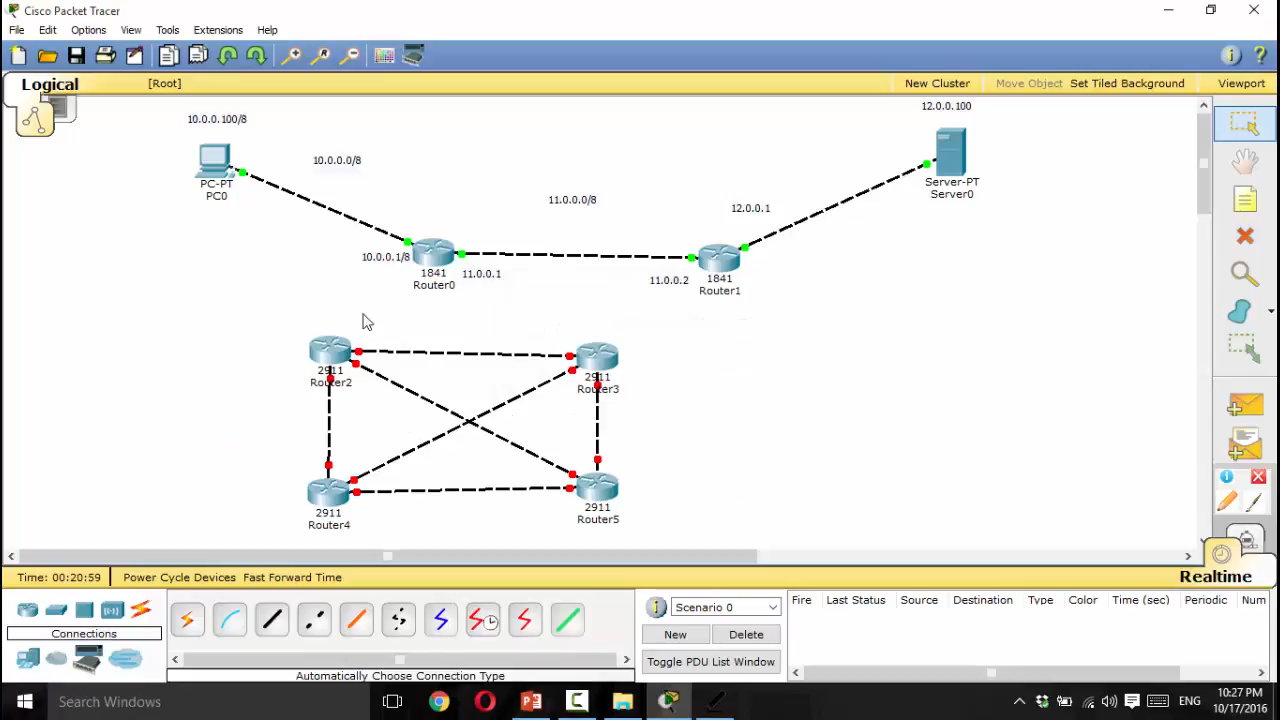 Cisco Packet Tracer
File Edit Options View Tools Extensions Help
Logical [Root] New Cluster Move Object Set Tiled Background Viewport
12.0.0.100
10.0.0.100/8
10.0.0.0/8
PC-PT
PC0
Server-PT
Server0
11.0.0.0/8
12.0.0.1
10.0.0.1/8
1841
Router0
11.0.0.1
11.0.0.2
1841
Router1
2911
Router2
2911
Router3
2911
Router4
2911
Router5
Time: 00:20:59 Power Cycle Devices Fast Forward Time
Realtime
Connections
Automatically Choose Connection Type
Scenario 0
New Delete
Toggle PDU List Window
Fire Last Status Source Destination Type Color Time (sec) Periodic Num
Search Windows
ENG
10:27 PM
10/17/2016